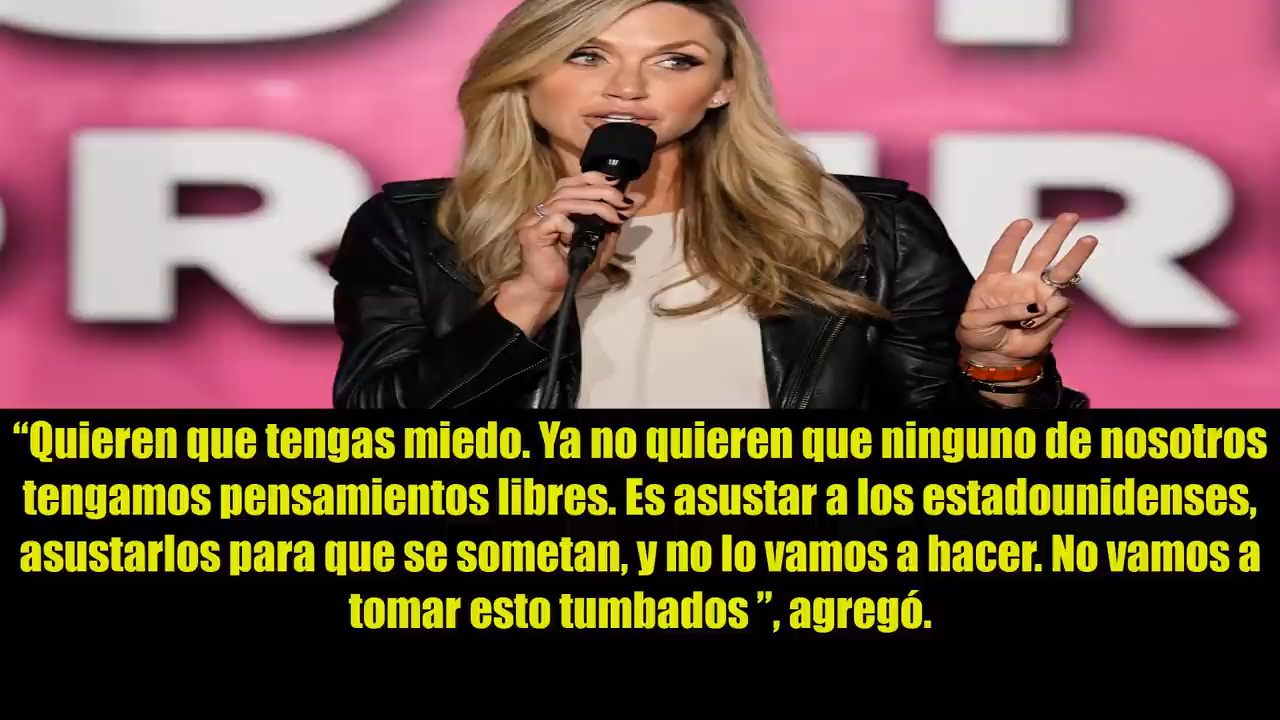 R R
“Quieren que tengas miedo. Ya no quieren que ninguno de nosotros
tengamos pensamientos libres. Es asustar a los estadounidenses,
asustarlos para que se sometan, y no lo vamos a hacer. No vamos a
tomar esto tumbados ”, agregó.